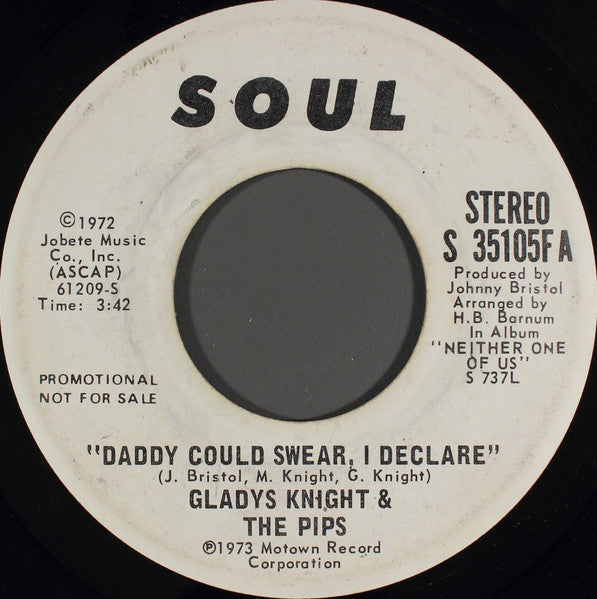 SOUL
©1972
Jobete Music
Co., Inc.
(ASCAP)
61209-S
Time: 3:42
PROMOTIONAL
NOT FOR SALE
STEREO
S 35105FA
Produced by
Johnny Bristol
Arranged by
H.B. Barnum
In Album
"NEITHER ONE
OF US"
S 737L
"DADDY COULD SWEAR, I DECLARE"
(J. Bristol, M. Knight, G. Knight)
GLADYS KNIGHT &
THE PIPS
℗1973 Motown Record
Corporation